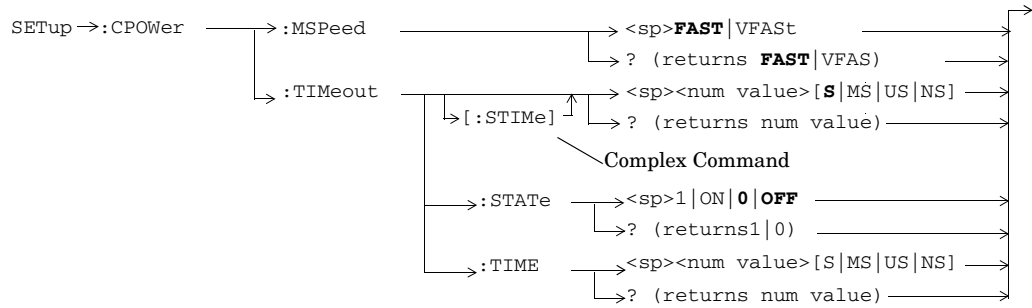 SETup :CPOWer :MSPeed <sp>FAST|VFASt
? (returns FAST|VFAS)
:TIMeout <sp><num value>[S|MS|US|NS]
[:STIMe] ? (returns num value)
Complex Command
:STATe <sp>1|ON|0|OFF
? (returns1|0)
:TIME <sp><num value>[S|MS|US|NS]
? (returns num value)